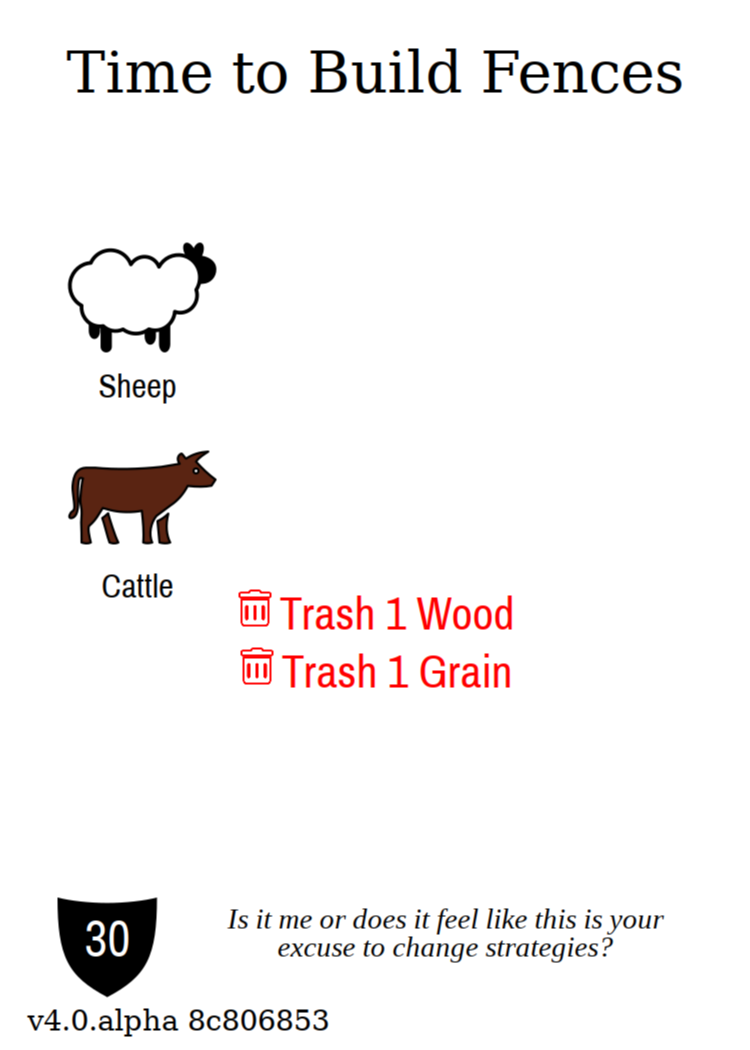 Time to Build Fences
Sheep
Cattle
Trash 1 Wood
Trash 1 Grain
30
Is it me or does it feel like this is your
excuse to change strategies?
v4.0.alpha 8c806853